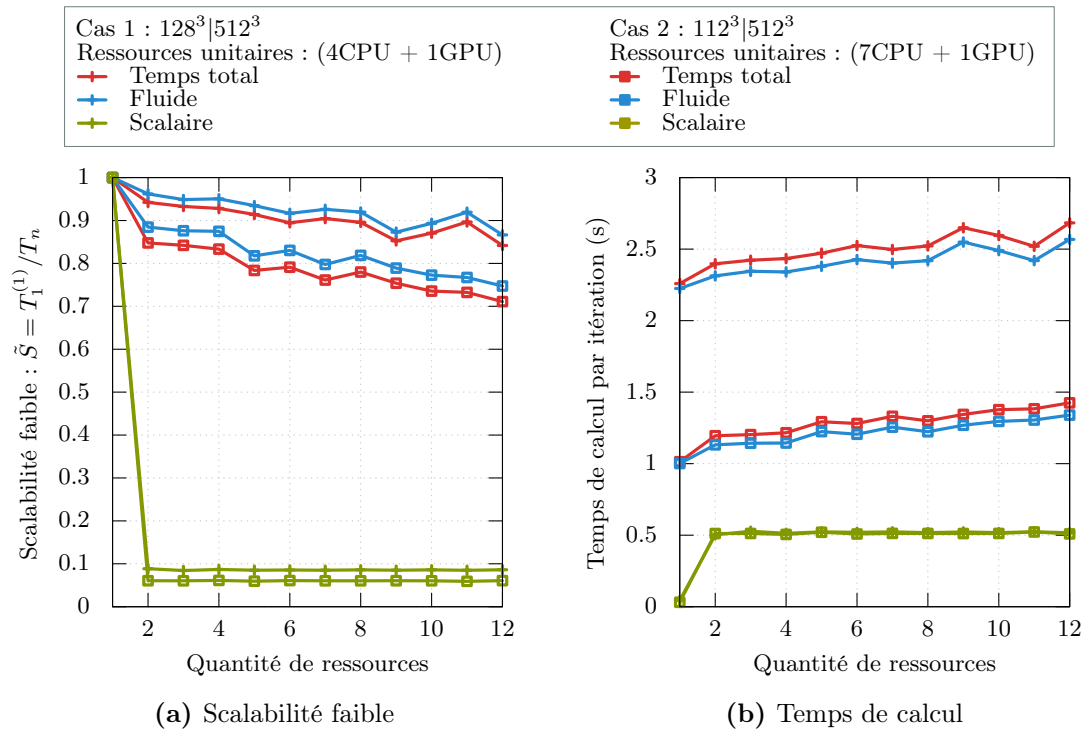 Cas 1 : 128³|512³
Ressources unitaires : (4CPU + 1GPU)
Temps total
Fluide
Scalaire
Cas 2 : 112³|512³
Ressources unitaires : (7CPU + 1GPU)
Temps total
Fluide
Scalaire
Scalabilité faible : S̃ = T₁⁽¹⁾/Tₙ
1
0.9
0.8
0.7
0.6
0.5
0.4
0.3
0.2
0.1
0
2 4 6 8 10 12
Quantité de ressources
(a) Scalabilité faible
Temps de calcul par itération (s)
3
2.5
2
1.5
1
0.5
0
2 4 6 8 10 12
Quantité de ressources
(b) Temps de calcul